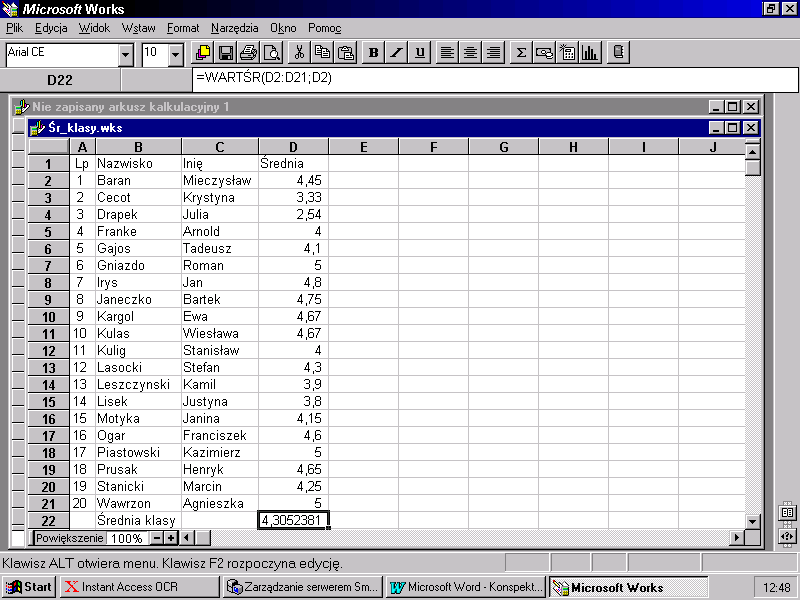 Microsoft Works
Plik Edycja Widok Wstaw Format Narzędzia Okno Pomoc
Arial CE 10 B I U Σ
D22 =WARTŚR(D2:D21;D2)
Nie zapisany arkusz kalkulacyjny 1
Śr_klasy.wks
A B C D E F G H I J
1 Lp Nazwisko Inię Średnia
2 1 Baran Mieczysław 4,45
3 2 Cecot Krystyna 3,33
4 3 Drapek Julia 2,54
5 4 Franke Arnold 4
6 5 Gajos Tadeusz 4,1
7 6 Gniazdo Roman 5
8 7 Irys Jan 4,8
9 8 Janeczko Bartek 4,75
10 9 Kargol Ewa 4,67
11 10 Kulas Wiesława 4,67
12 11 Kulig Stanisław 4
13 12 Lasocki Stefan 4,3
14 13 Leszczynski Kamil 3,9
15 14 Lisek Justyna 3,8
16 15 Motyka Janina 4,15
17 16 Ogar Franciszek 4,6
18 17 Piastowski Kazimierz 5
19 18 Prusak Henryk 4,65
20 19 Stanicki Marcin 4,25
21 20 Wawrzon Agnieszka 5
22 Średnia klasy 4,3052381
Powiększenie 100%
Klawisz ALT otwiera menu. Klawisz F2 rozpoczyna edycję.
Start Instant Access OCR Zarządzanie serwerem Sm... Microsoft Word - Konspekt... Microsoft Works 12:48